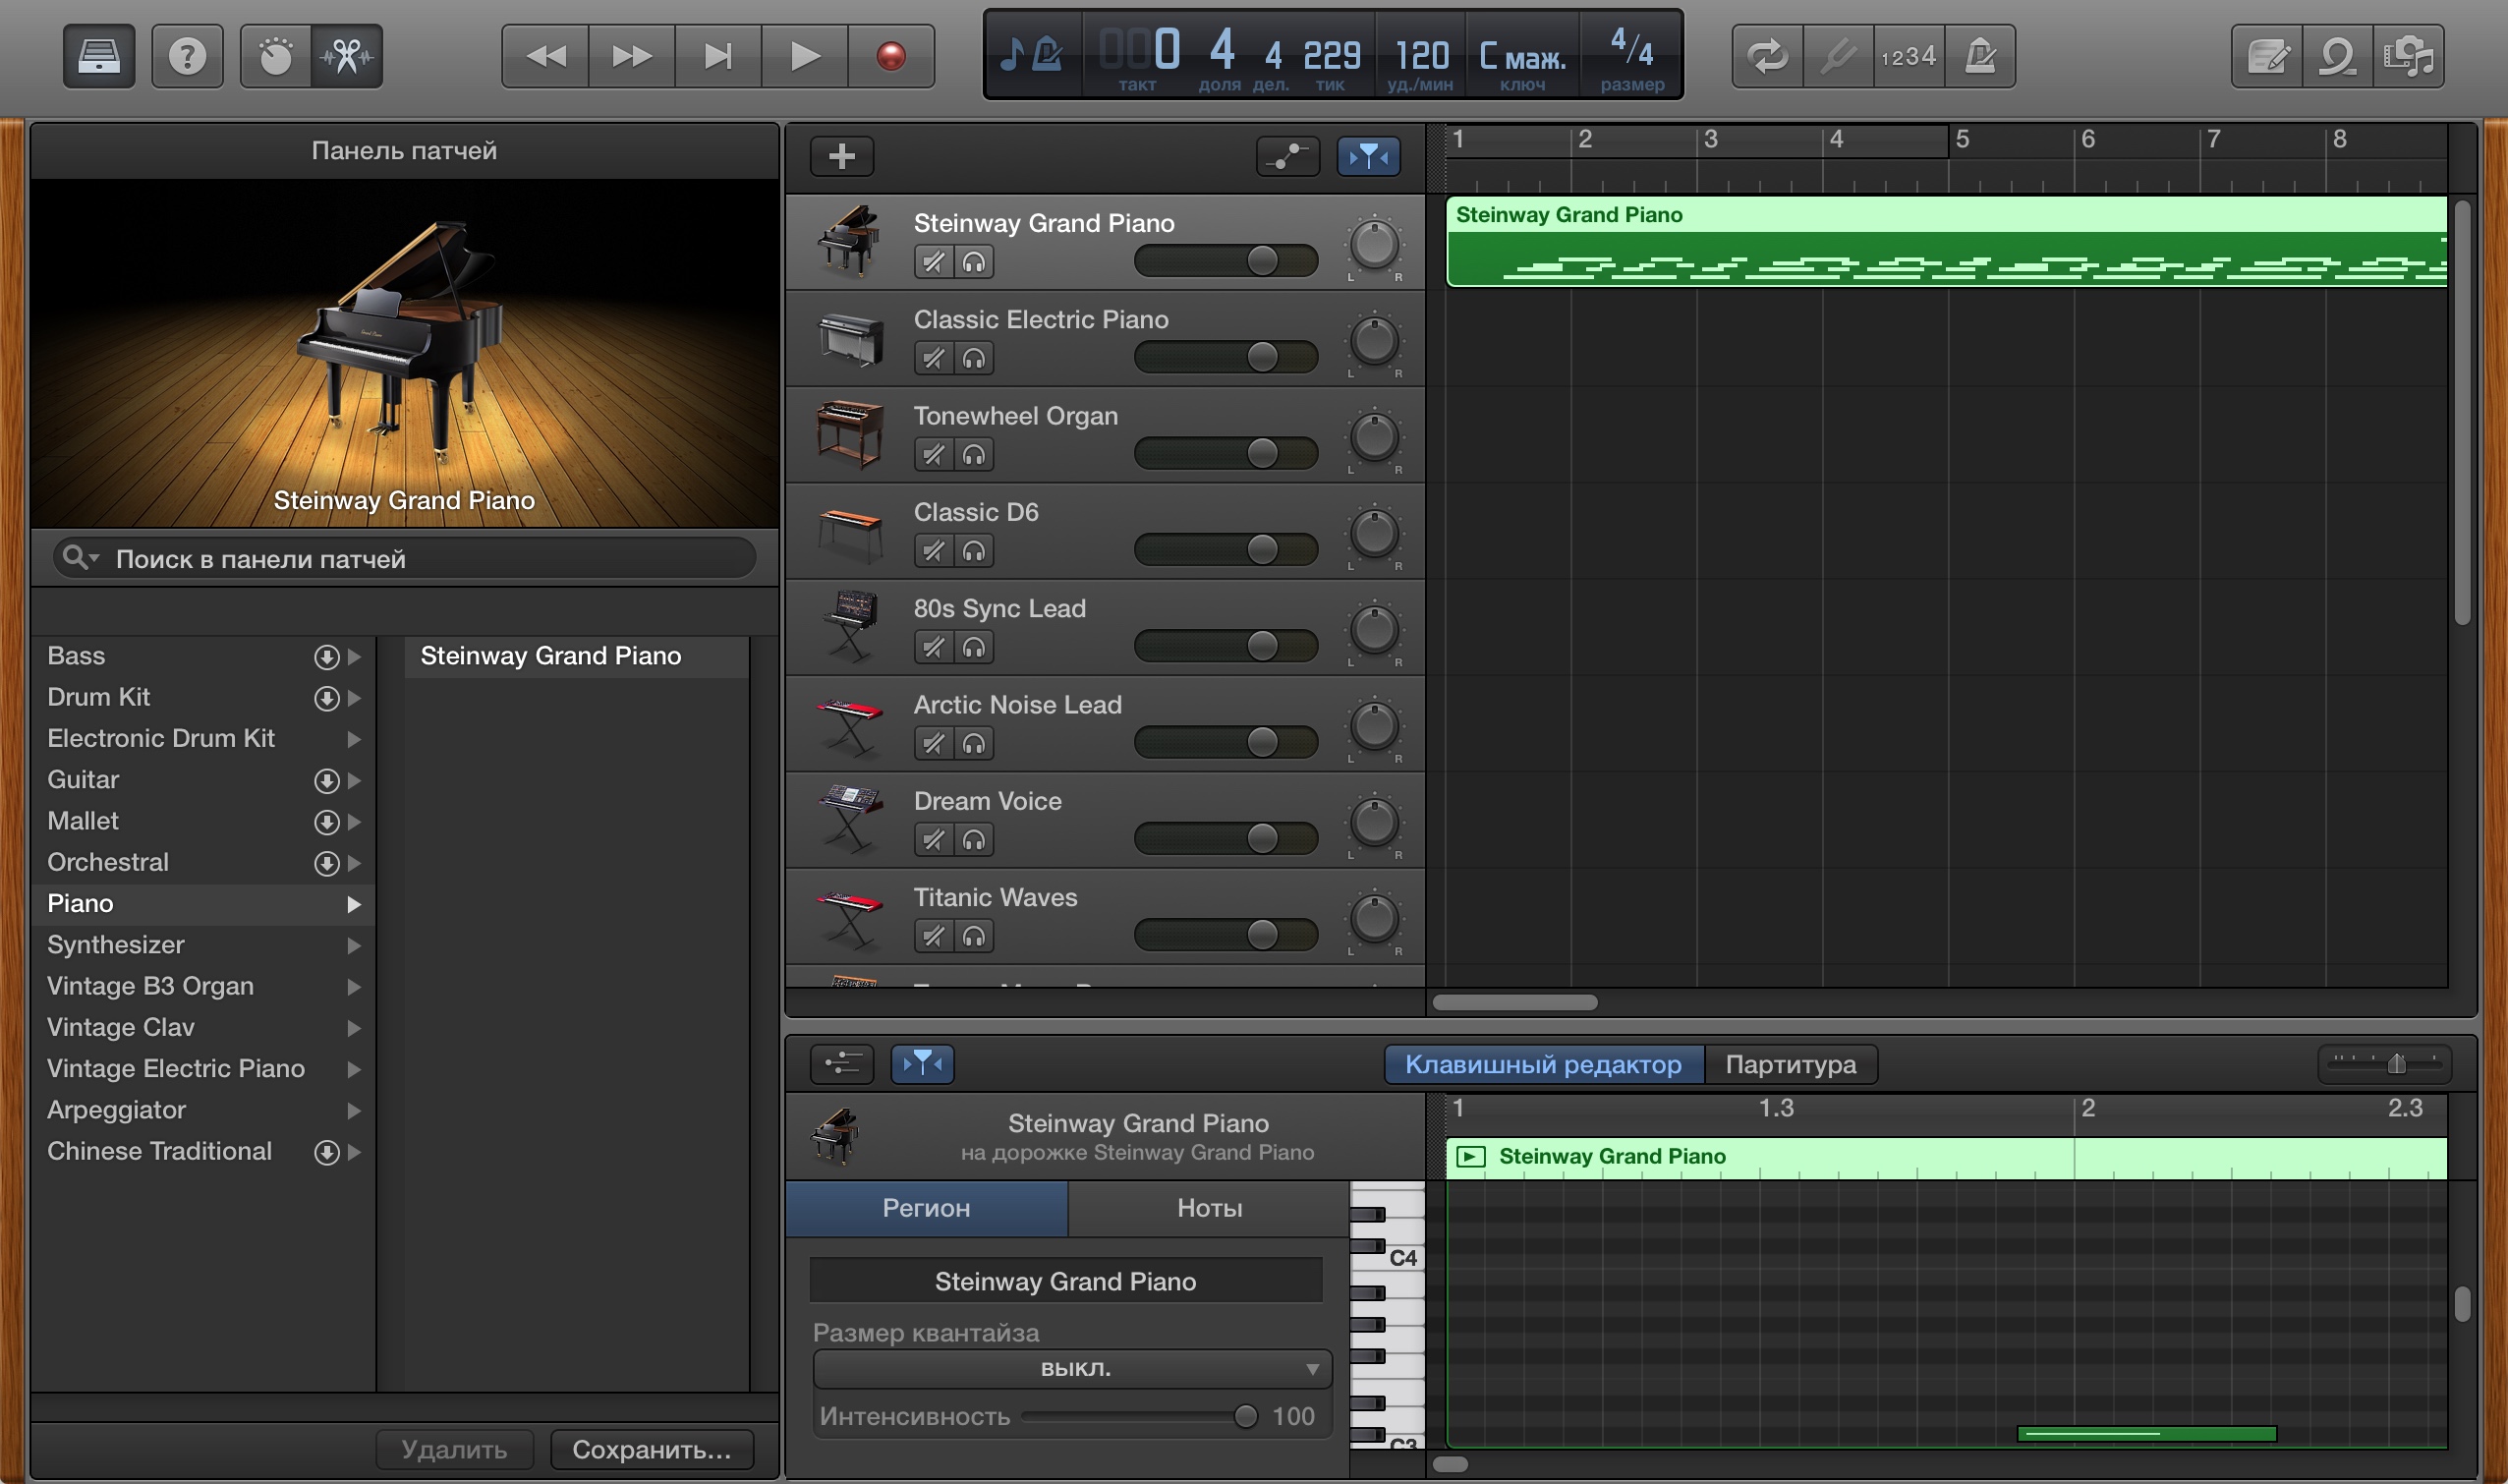 000 4 4 229 120 C маж. 4/4
такт доля дел. тик уд./мин ключ размер
1234
Панель патчей
Steinway Grand Piano
Поиск в панели патчей
Bass
Drum Kit
Electronic Drum Kit
Guitar
Mallet
Orchestral
Piano
Synthesizer
Vintage B3 Organ
Vintage Clav
Vintage Electric Piano
Arpeggiator
Chinese Traditional
Steinway Grand Piano
Удалить
Сохранить...
1 2 3 4 5 6 7 8
Steinway Grand Piano
L R
Steinway Grand Piano
Classic Electric Piano
L R
Tonewheel Organ
L R
Classic D6
L R
80s Sync Lead
L R
Arctic Noise Lead
L R
Dream Voice
L R
Titanic Waves
L R
Клавишный редактор
Партитура
Steinway Grand Piano
на дорожке Steinway Grand Piano
1 1.3 2 2.3
Steinway Grand Piano
Регион
Ноты
Steinway Grand Piano
Размер квантайза
выкл.
Интенсивность 100
C4
C3